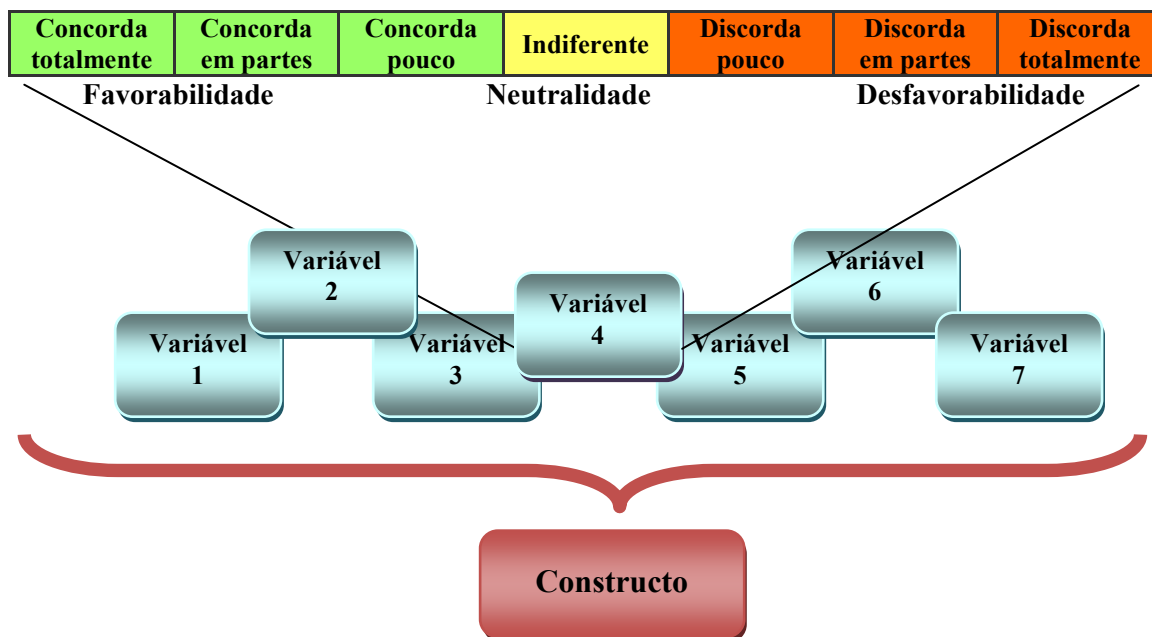 Concorda
totalmente
Concorda
em partes
Concorda
pouco
Indiferente
Discorda
pouco
Discorda
em partes
Discorda
totalmente
Favorabilidade
Neutralidade
Desfavorabilidade
Variável
1
Variável
2
Variável
3
Variável
4
Variável
5
Variável
6
Variável
7
Constructo